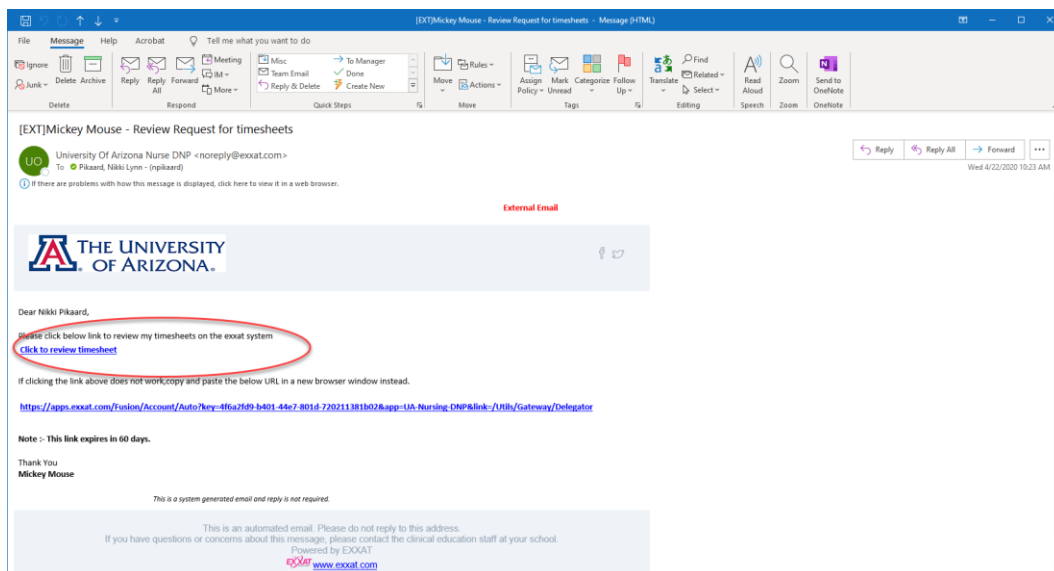 [EXT]Mickey Mouse - Review Request for timesheets - Message (HTML)
File Message Help Acrobat Tell me what you want to do
Ignore
Junk
Delete Archive
Delete
Reply Reply All Forward
Meeting
IM
More
Respond
Misc
Team Email
Reply & Delete
To Manager
Done
Create New
Quick Steps
Move
Rules
Actions
Move
Assign Policy Mark Unread Categorize Follow Up
Tags
Translate
Find
Related
Select
Editing
Read Aloud
Speech
Zoom
Zoom
Send to OneNote
OneNote
[EXT]Mickey Mouse - Review Request for timesheets
UO
University Of Arizona Nurse DNP <noreply@exxat.com>
To Pikaard, Nikki Lynn - (npikaard)
Reply Reply All Forward
Wed 4/22/2020 10:23 AM
If there are problems with how this message is displayed, click here to view it in a web browser.
External Email
A THE UNIVERSITY
OF ARIZONA.
Dear Nikki Pikaard,
Please click below link to review my timesheets on the exxat system
Click to review timesheet
If clicking the link above does not work,copy and paste the below URL in a new browser window instead.
https://apps.exxat.com/Fusion/Account/Auto?key=4f6a2fd9-b401-44e7-801d-720211381b02&app=UA-Nursing-DNP&link=/Utils/Gateway/Delegator
Note :- This link expires in 60 days.
Thank You
Mickey Mouse
This is a system generated email and reply is not required.
This is an automated email. Please do not reply to this address.
If you have questions or concerns about this message, please contact the clinical education staff at your school.
Powered by EXXAT
EXXAT www.exxat.com